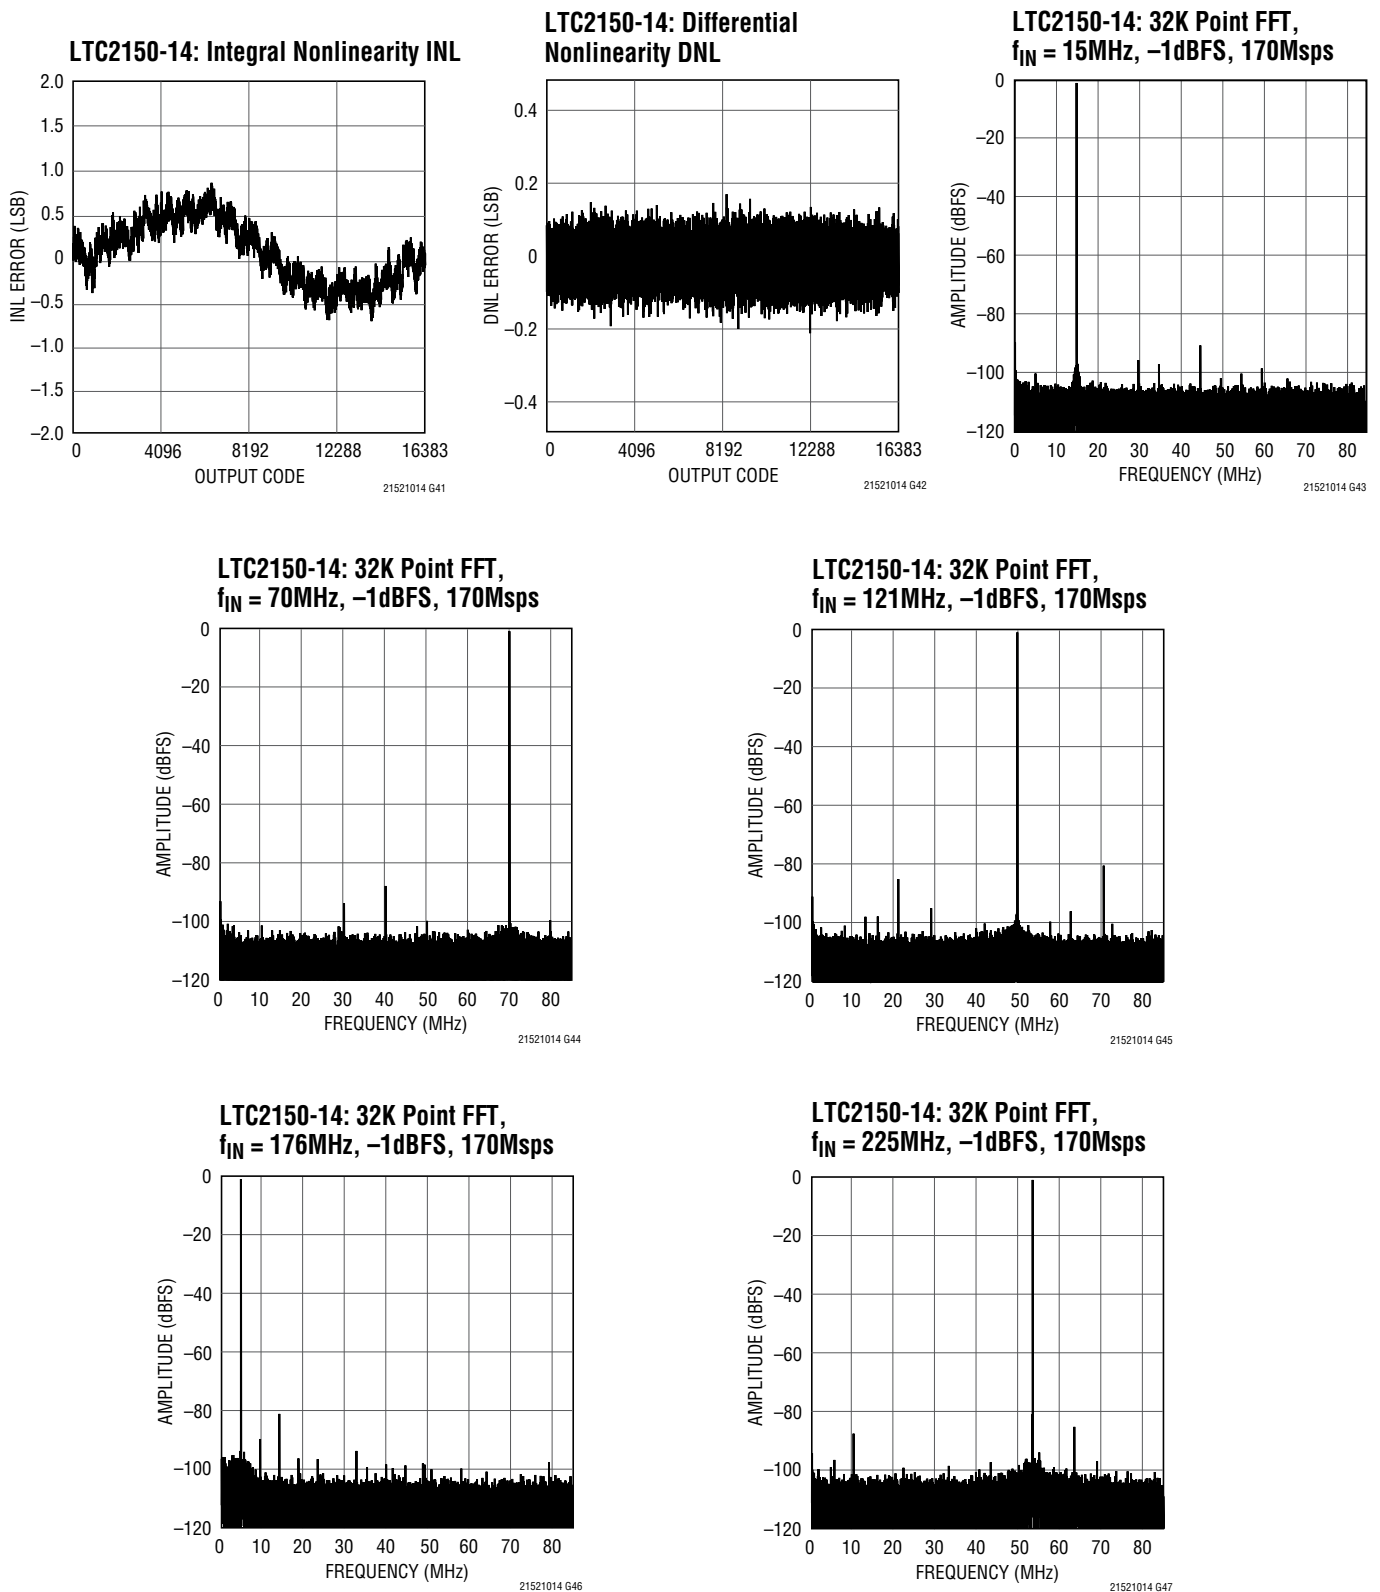 LTC2150-14: Integral Nonlinearity INL
2.0
1.5
1.0
0.5
0
–0.5
–1.0
–1.5
–2.0
INL ERROR (LSB)
0 4096 8192 12288 16383
OUTPUT CODE
21521014 G41
LTC2150-14: Differential
Nonlinearity DNL
0.4
0.2
0
–0.2
–0.4
DNL ERROR (LSB)
0 4096 8192 12288 16383
OUTPUT CODE
21521014 G42
LTC2150-14: 32K Point FFT,
fIN = 15MHz, –1dBFS, 170Msps
0
–20
–40
–60
–80
–100
–120
AMPLITUDE (dBFS)
0 10 20 30 40 50 60 70 80
FREQUENCY (MHz)
21521014 G43
LTC2150-14: 32K Point FFT,
fIN = 70MHz, –1dBFS, 170Msps
0
–20
–40
–60
–80
–100
–120
AMPLITUDE (dBFS)
0 10 20 30 40 50 60 70 80
FREQUENCY (MHz)
21521014 G44
LTC2150-14: 32K Point FFT,
fIN = 121MHz, –1dBFS, 170Msps
0
–20
–40
–60
–80
–100
–120
AMPLITUDE (dBFS)
0 10 20 30 40 50 60 70 80
FREQUENCY (MHz)
21521014 G45
LTC2150-14: 32K Point FFT,
fIN = 176MHz, –1dBFS, 170Msps
0
–20
–40
–60
–80
–100
–120
AMPLITUDE (dBFS)
0 10 20 30 40 50 60 70 80
FREQUENCY (MHz)
21521014 G46
LTC2150-14: 32K Point FFT,
fIN = 225MHz, –1dBFS, 170Msps
0
–20
–40
–60
–80
–100
–120
AMPLITUDE (dBFS)
0 10 20 30 40 50 60 70 80
FREQUENCY (MHz)
21521014 G47